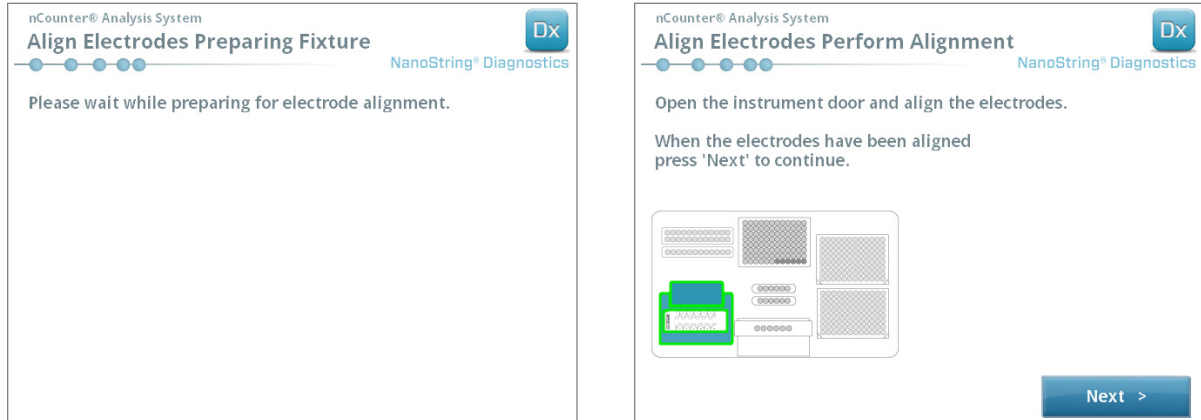 nCounter® Analysis System
Align Electrodes Preparing Fixture
Dx
NanoString® Diagnostics
Please wait while preparing for electrode alignment.
nCounter® Analysis System
Align Electrodes Perform Alignment
Dx
NanoString® Diagnostics
Open the instrument door and align the electrodes.
When the electrodes have been aligned
press 'Next' to continue.
Next >